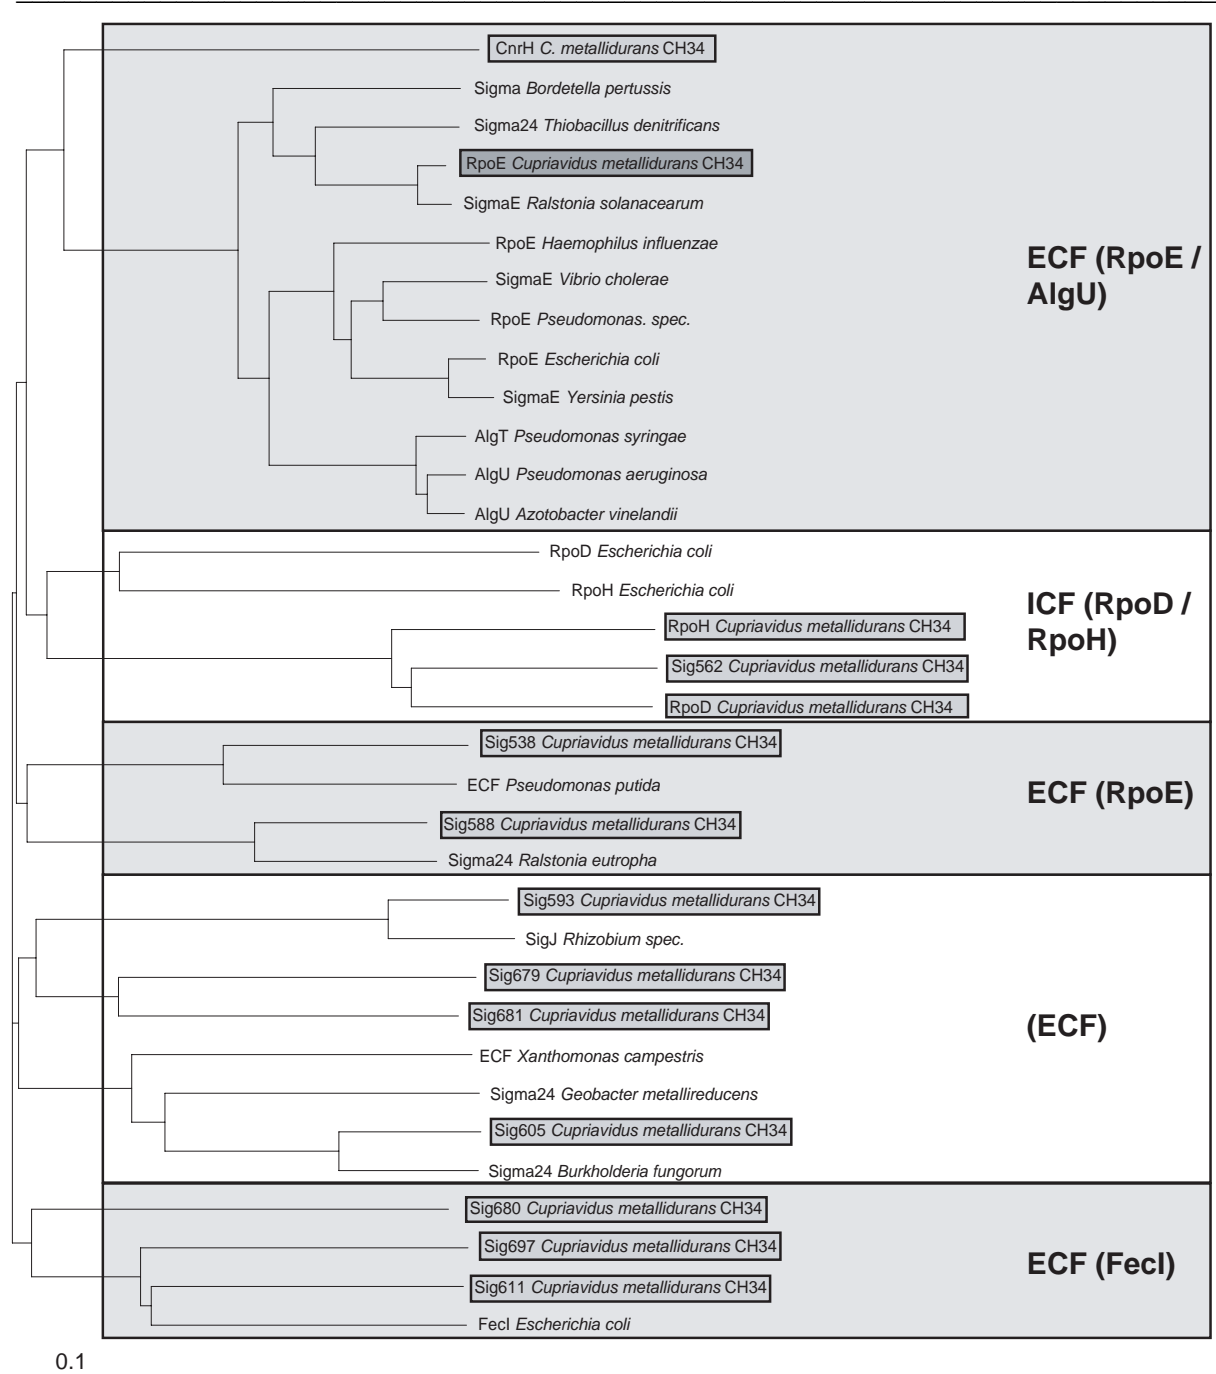 CnrH C. metallidurans CH34
Sigma Bordetella pertussis
Sigma24 Thiobacillus denitrificans
RpoE Cupriavidus metallidurans CH34
SigmaE Ralstonia solanacearum
RpoE Haemophilus influenzae
SigmaE Vibrio cholerae
RpoE Pseudomonas. spec.
RpoE Escherichia coli
SigmaE Yersinia pestis
AlgT Pseudomonas syringae
AlgU Pseudomonas aeruginosa
AlgU Azotobacter vinelandii
ECF (RpoE /
AlgU)
RpoD Escherichia coli
RpoH Escherichia coli
RpoH Cupriavidus metallidurans CH34
Sig562 Cupriavidus metallidurans CH34
RpoD Cupriavidus metallidurans CH34
ICF (RpoD /
RpoH)
Sig538 Cupriavidus metallidurans CH34
ECF Pseudomonas putida
Sig588 Cupriavidus metallidurans CH34
Sigma24 Ralstonia eutropha
ECF (RpoE)
Sig593 Cupriavidus metallidurans CH34
SigJ Rhizobium spec.
Sig679 Cupriavidus metallidurans CH34
Sig681 Cupriavidus metallidurans CH34
ECF Xanthomonas campestris
Sigma24 Geobacter metallireducens
Sig605 Cupriavidus metallidurans CH34
Sigma24 Burkholderia fungorum
(ECF)
Sig680 Cupriavidus metallidurans CH34
Sig697 Cupriavidus metallidurans CH34
Sig611 Cupriavidus metallidurans CH34
FecI Escherichia coli
ECF (FecI)
0.1